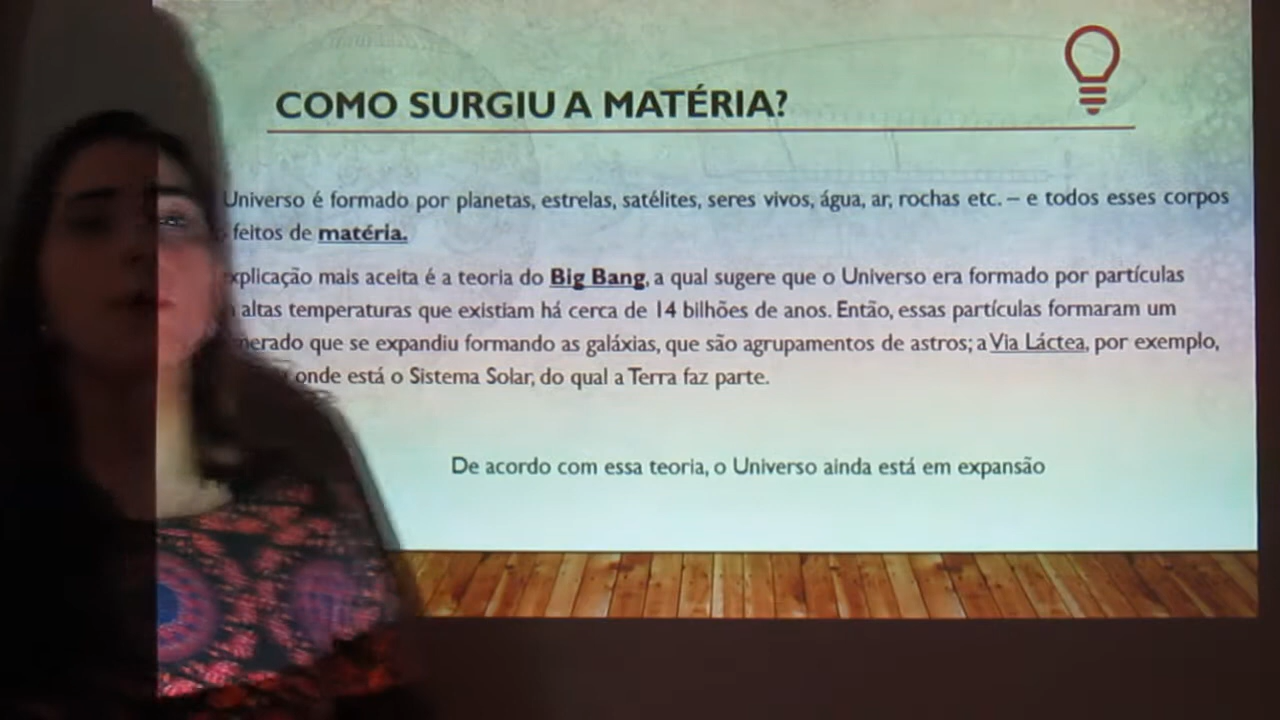 COMO SURGIU A MATÉRIA?
Universo é formado por planetas, estrelas, satélites, seres vivos, água, ar, rochas etc. – e todos esses corpos
feitos de matéria.
explicação mais aceita é a teoria do Big Bang, a qual sugere que o Universo era formado por partículas
altas temperaturas que existiam há cerca de 14 bilhões de anos. Então, essas partículas formaram um
que se expandiu formando as galáxias, que são agrupamentos de astros; a Via Láctea, por exemplo,
onde está o Sistema Solar, do qual a Terra faz parte.
De acordo com essa teoria, o Universo ainda está em expansão